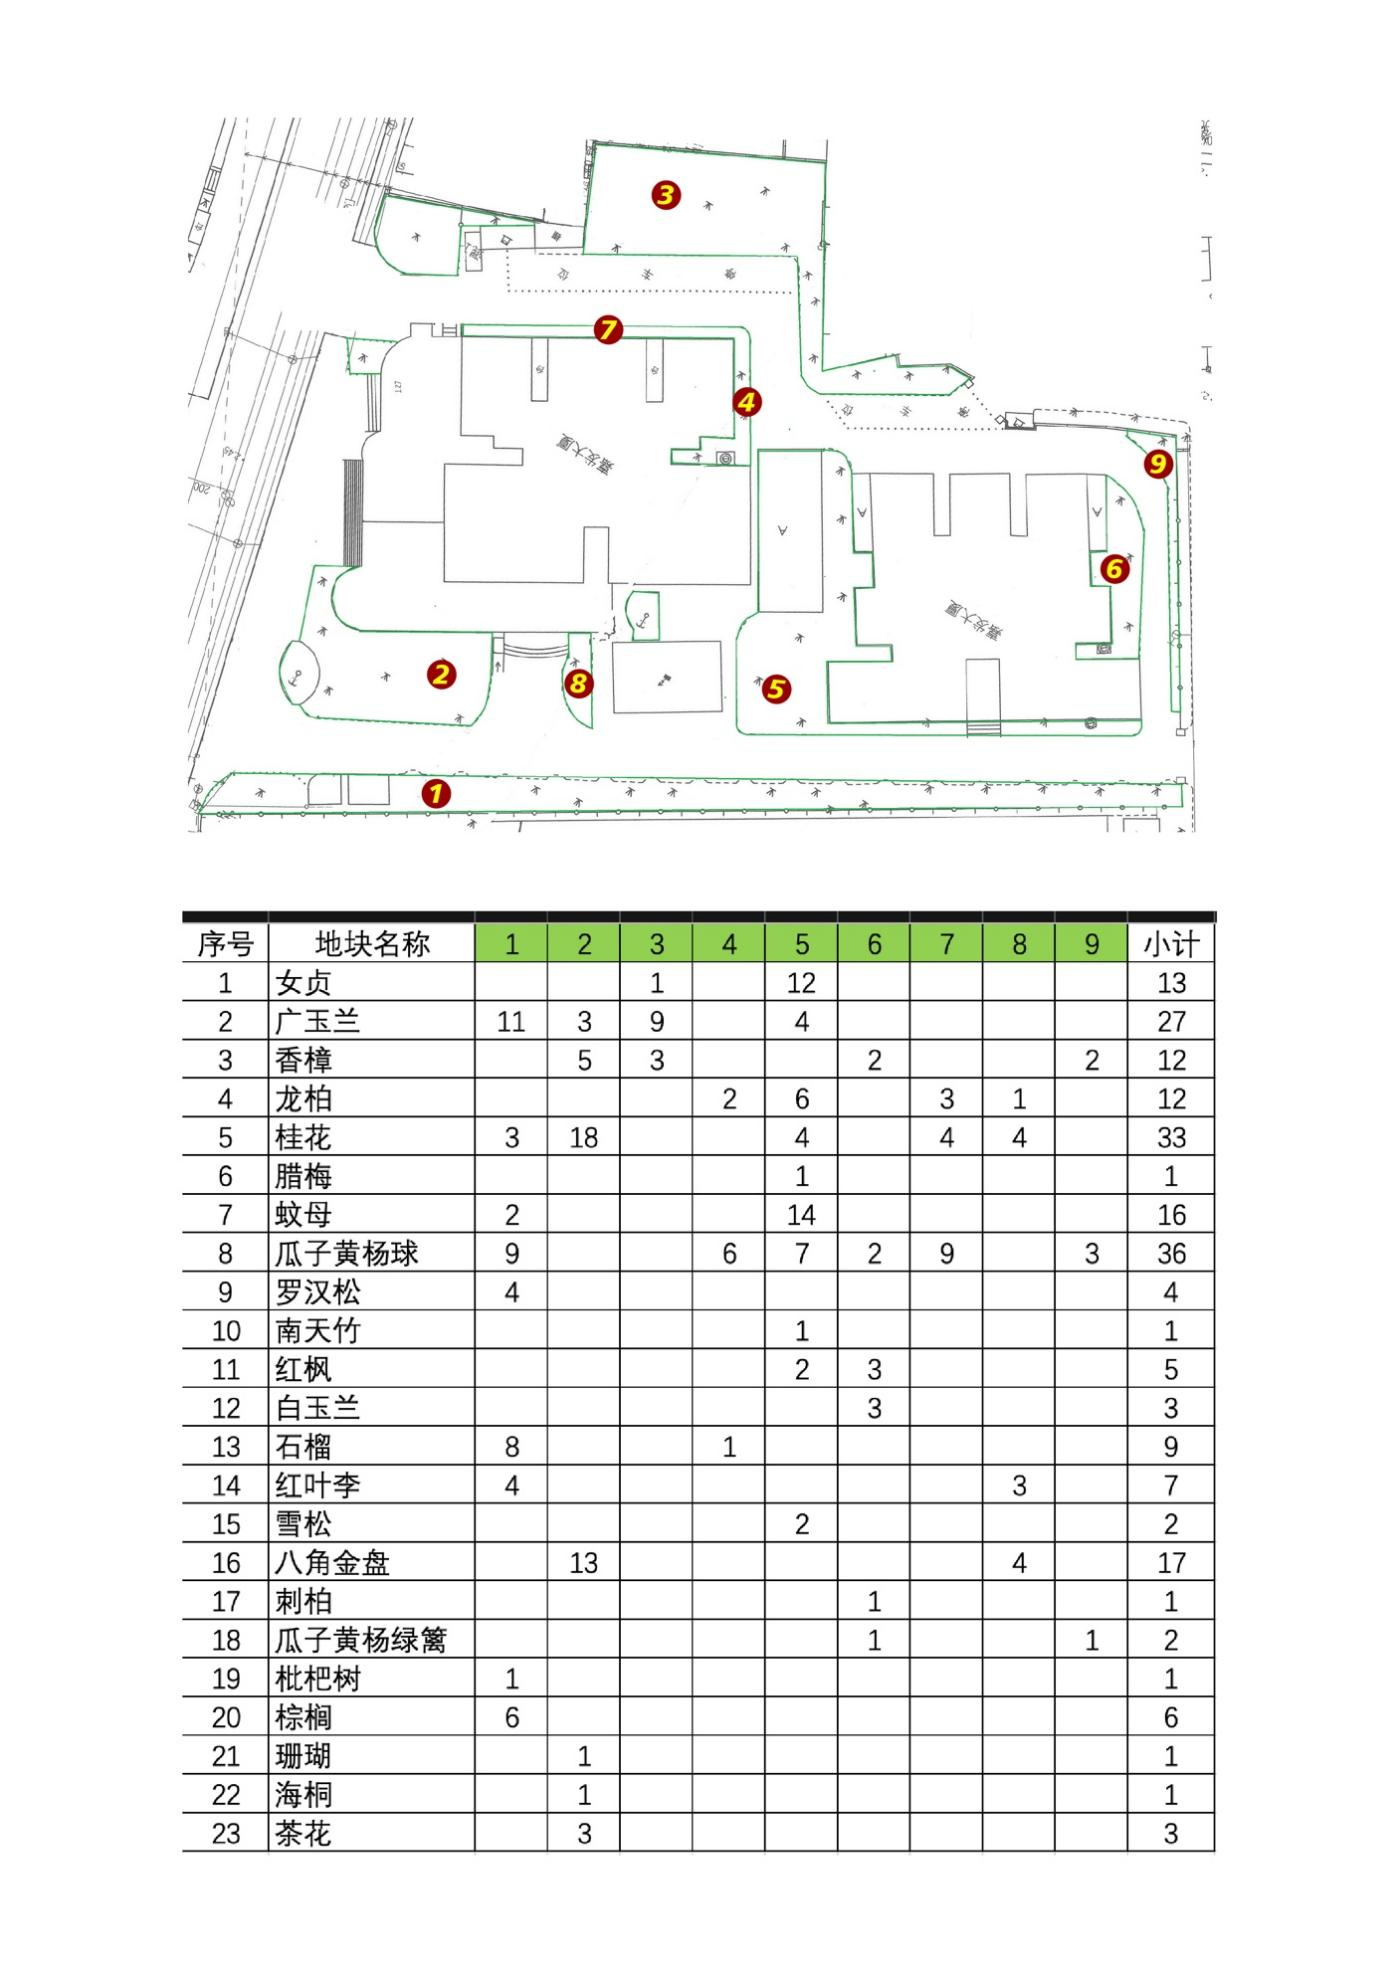 3
7
4
嘉发大厦
9
6
嘉发大厦
2
8
5
1
序号 地块名称 1 2 3 4 5 6 7 8 9 小计
1 女贞 1 12 13
2 广玉兰 11 3 9 4 27
3 香樟 5 3 2 2 12
4 龙柏 2 6 3 1 12
5 桂花 3 18 4 4 4 33
6 腊梅 1 1
7 蚊母 2 14 16
8 瓜子黄杨球 9 6 7 2 9 3 36
9 罗汉松 4 4
10 南天竹 1 1
11 红枫 2 3 5
12 白玉兰 3 3
13 石榴 8 1 9
14 红叶李 4 3 7
15 雪松 2 2
16 八角金盘 13 4 17
17 刺柏 1 1
18 瓜子黄杨绿篱 1 1 2
19 枇杷树 1 1
20 棕榈 6 6
21 珊瑚 1 1
22 海桐 1 1
23 茶花 3 3